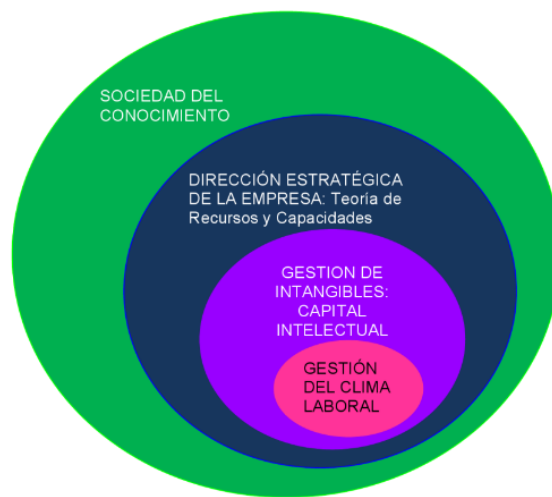 SOCIEDAD DEL
CONOCIMIENTO
DIRECCIÓN ESTRATÉGICA
DE LA EMPRESA: Teoría de
Recursos y Capacidades
GESTION DE
INTANGIBLES:
CAPITAL
INTELECTUAL
GESTIÓN
DEL CLIMA
LABORAL